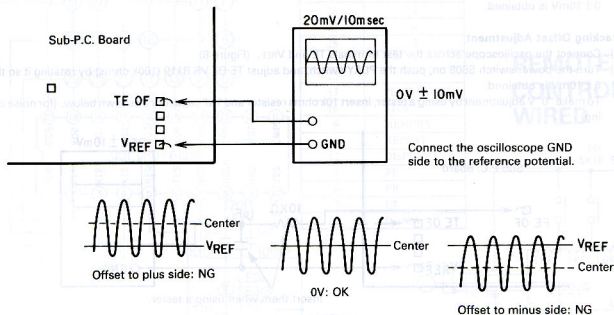 20mV/10msec
Sub-P.C. Board
TE OF
0V ± 10mV
VREF
GND
Connect the oscilloscope GND
side to the reference potential.
Center
VREF
Offset to plus side: NG
Center
0V: OK
VREF
Center
Offset to minus side: NG